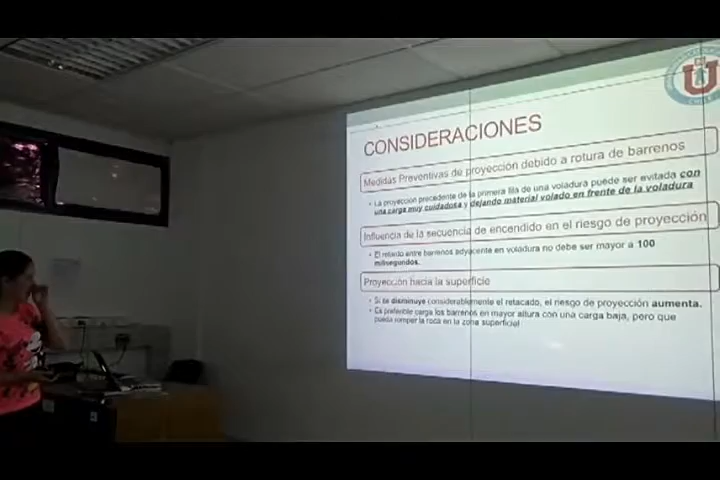 CONSIDERACIONES
Medidas Preventivas de proyección debido a rotura de barrenos
• La proyección precedente de la primera fila de una voladura puede ser evitada con
una carga muy cuidadosa y dejando material volado en frente de la voladura
Influencia de la secuencia de encendido en el riesgo de proyección
• El retardo entre barrenos adyacente en voladura no debe ser mayor a 100
milisegundos.
Proyección hacia la superficie
• Si se disminuye considerablemente el retacado, el riesgo de proyección aumenta.
• Es preferible carga los barrenos en mayor altura con una carga baja, pero que
pueda romper la roca en la zona superficial
CHILE